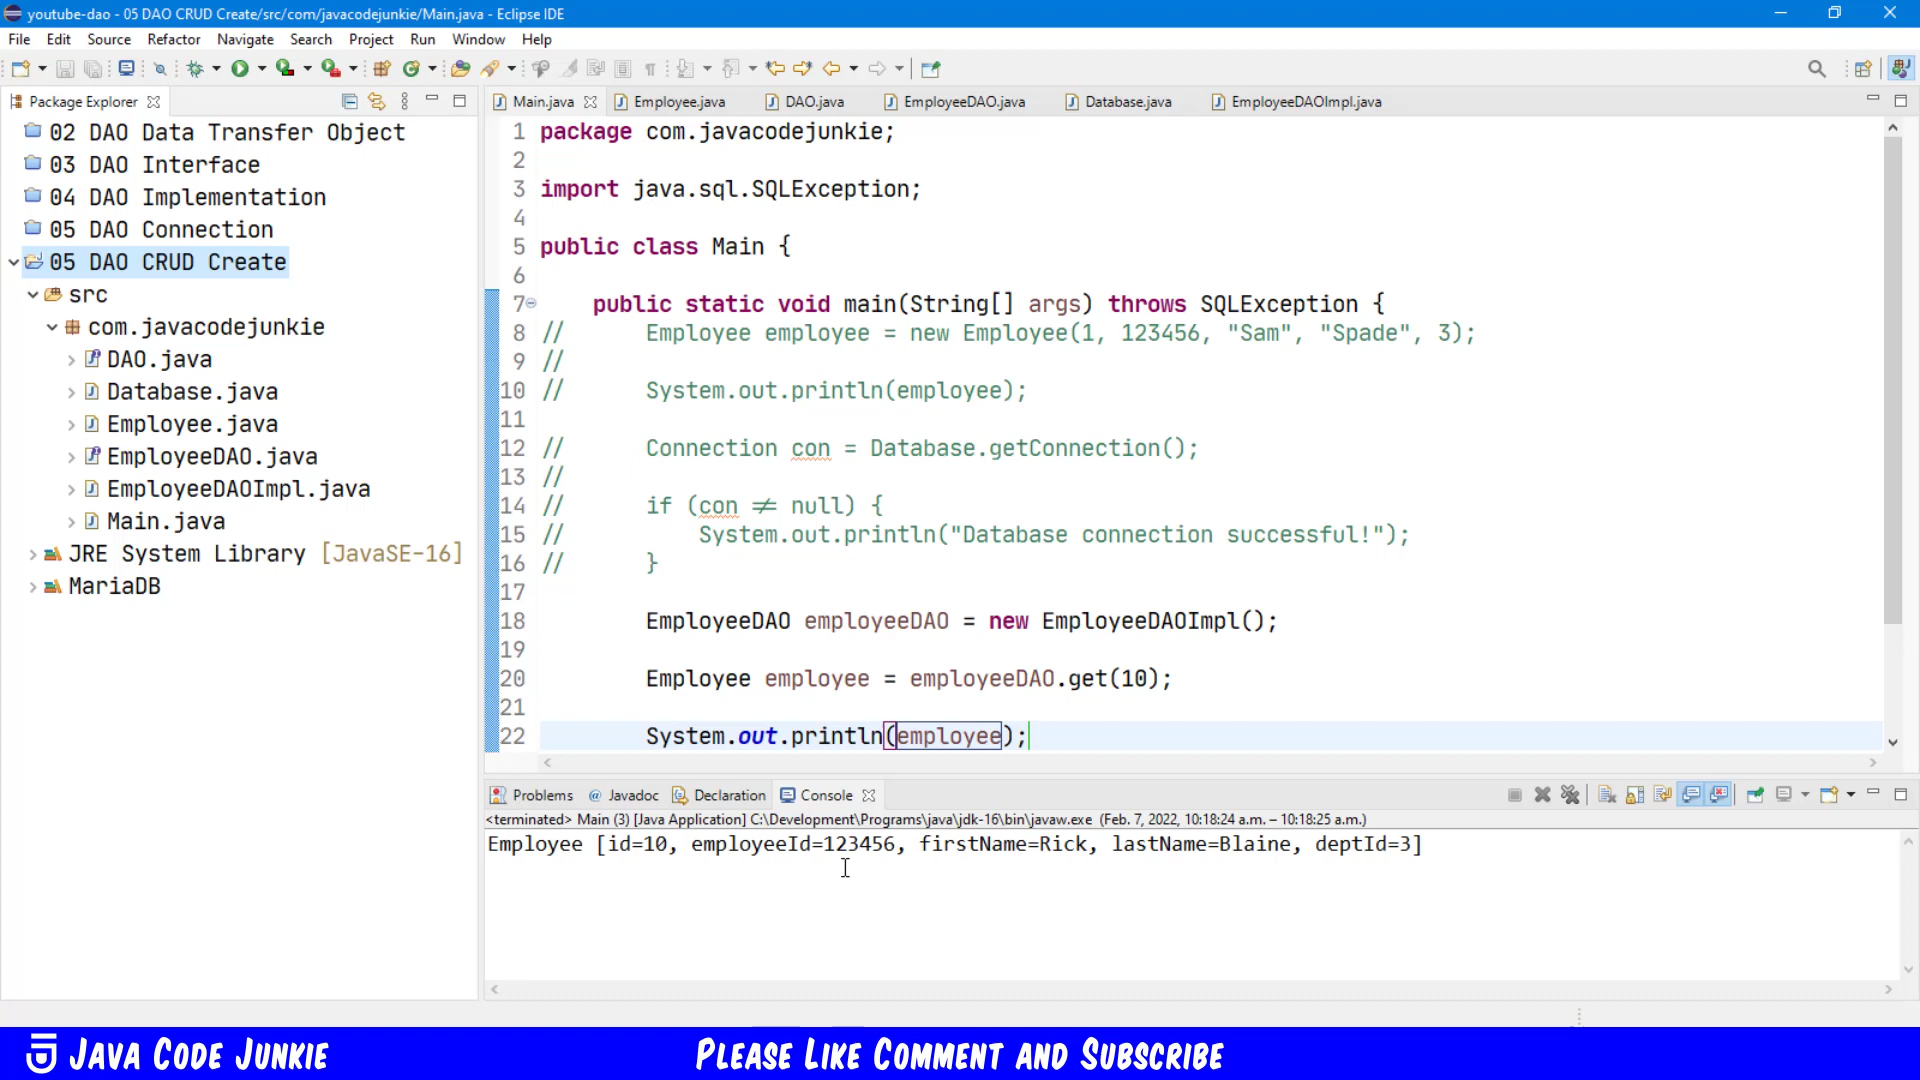 youtube-dao - 05 DAO CRUD Create/src/com/javacodejunkie/Main.java - Eclipse IDE
File Edit Source Refactor Navigate Search Project Run Window Help
Package Explorer
02 DAO Data Transfer Object
03 DAO Interface
04 DAO Implementation
05 DAO Connection
05 DAO CRUD Create
src
com.javacodejunkie
DAO.java
Database.java
Employee.java
EmployeeDAO.java
EmployeeDAOImpl.java
Main.java
JRE System Library [JavaSE-16]
MariaDB
Main.java Employee.java DAO.java EmployeeDAO.java Database.java EmployeeDAOImpl.java
1 package com.javacodejunkie;
2
3 import java.sql.SQLException;
4
5 public class Main {
6
7 public static void main(String[] args) throws SQLException {
8 // Employee employee = new Employee(1, 123456, "Sam", "Spade", 3);
9 //
10 // System.out.println(employee);
11
12 // Connection con = Database.getConnection();
13 //
14 // if (con ≠ null) {
15 // System.out.println("Database connection successful!");
16 // }
17
18 EmployeeDAO employeeDAO = new EmployeeDAOImpl();
19
20 Employee employee = employeeDAO.get(10);
21
22 System.out.println(employee);
Problems @ Javadoc Declaration Console
<terminated> Main (3) [Java Application] C:\Development\Programs\java\jdk-16\bin\javaw.exe (Feb. 7, 2022, 10:18:24 a.m. – 10:18:25 a.m.)
Employee [id=10, employeeId=123456, firstName=Rick, lastName=Blaine, deptId=3]
JAVA CODE JUNKIE
PLEASE LIKE COMMENT AND SUBSCRIBE